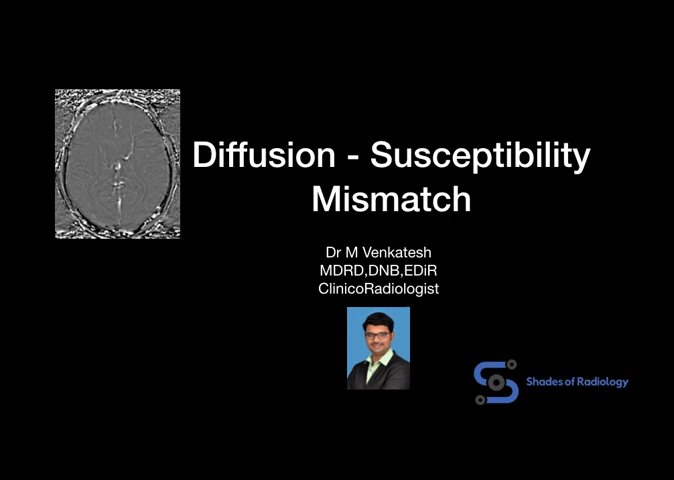 Diffusion - Susceptibility
Mismatch
Dr M Venkatesh
MDRD,DNB,EDiR
ClinicoRadiologist
Shades of Radiology